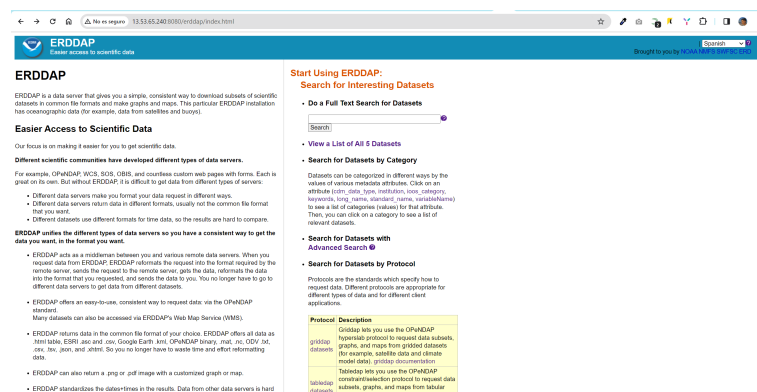 No es seguro 13.53.65.240:8080/erddap/index.html
ERDDAP
Easier access to scientific data
| Spanish
Brought to you by NOAA NMFS SWFSC ERD
ERDDAP
ERDDAP is a data server that gives you a simple, consistent way to download subsets of scientific
datasets in common file formats and make graphs and maps. This particular ERDDAP installation
has oceanographic data (for example, data from satellites and buoys).
Easier Access to Scientific Data
Our focus is on making it easier for you to get scientific data.
Different scientific communities have developed different types of data servers.
For example, OPeNDAP, WCS, SOS, OBIS, and countless custom web pages with forms. Each is
great on its own. But without ERDDAP, it is difficult to get data from different types of servers:
• Different data servers make you format your data request in different ways.
• Different data servers return data in different formats, usually not the common file format
that you want.
• Different datasets use different formats for time data, so the results are hard to compare.
ERDDAP unifies the different types of data servers so you have a consistent way to get the
data you want, in the format you want.
• ERDDAP acts as a middleman between you and various remote data servers. When you
request data from ERDDAP, ERDDAP reformats the request into the format required by the
remote server, sends the request to the remote server, gets the data, reformats the data
into the format that you requested, and sends the data to you. You no longer have to go to
different data servers to get data from different datasets.
• ERDDAP offers an easy-to-use, consistent way to request data: via the OPeNDAP
standard.
Many datasets can also be accessed via ERDDAP's Web Map Service (WMS).
• ERDDAP returns data in the common file format of your choice. ERDDAP offers all data as
.html table, ESRI .asc and .csv, Google Earth .kml, OPeNDAP binary, .mat, .nc, ODV .txt,
.csv, .tsv, .json, and .xhtml. So you no longer have to waste time and effort reformatting
data.
• ERDDAP can also return a .png or .pdf image with a customized graph or map.
• ERDDAP standardizes the dates+times in the results. Data from other data servers is hard
Start Using ERDDAP:
Search for Interesting Datasets
• Do a Full Text Search for Datasets
Search
• View a List of All 5 Datasets
• Search for Datasets by Category
Datasets can be categorized in different ways by the
values of various metadata attributes. Click on an
attribute (cdm_data_type, institution, ioos_category,
keywords, long_name, standard_name, variableName)
to see a list of categories (values) for that attribute.
Then, you can click on a category to see a list of
relevant datasets.
• Search for Datasets with
Advanced Search
• Search for Datasets by Protocol
Protocols are the standards which specify how to
request data. Different protocols are appropriate for
different types of data and for different client
applications.
Protocol Description
griddap datasets
Griddap lets you use the OPeNDAP
hyperslab protocol to request data subsets,
graphs, and maps from gridded datasets
(for example, satellite data and climate
model data). griddap documentation
tabledap datasets
Tabledap lets you use the OPeNDAP
constraint/selection protocol to request data
subsets, graphs, and maps from tabular